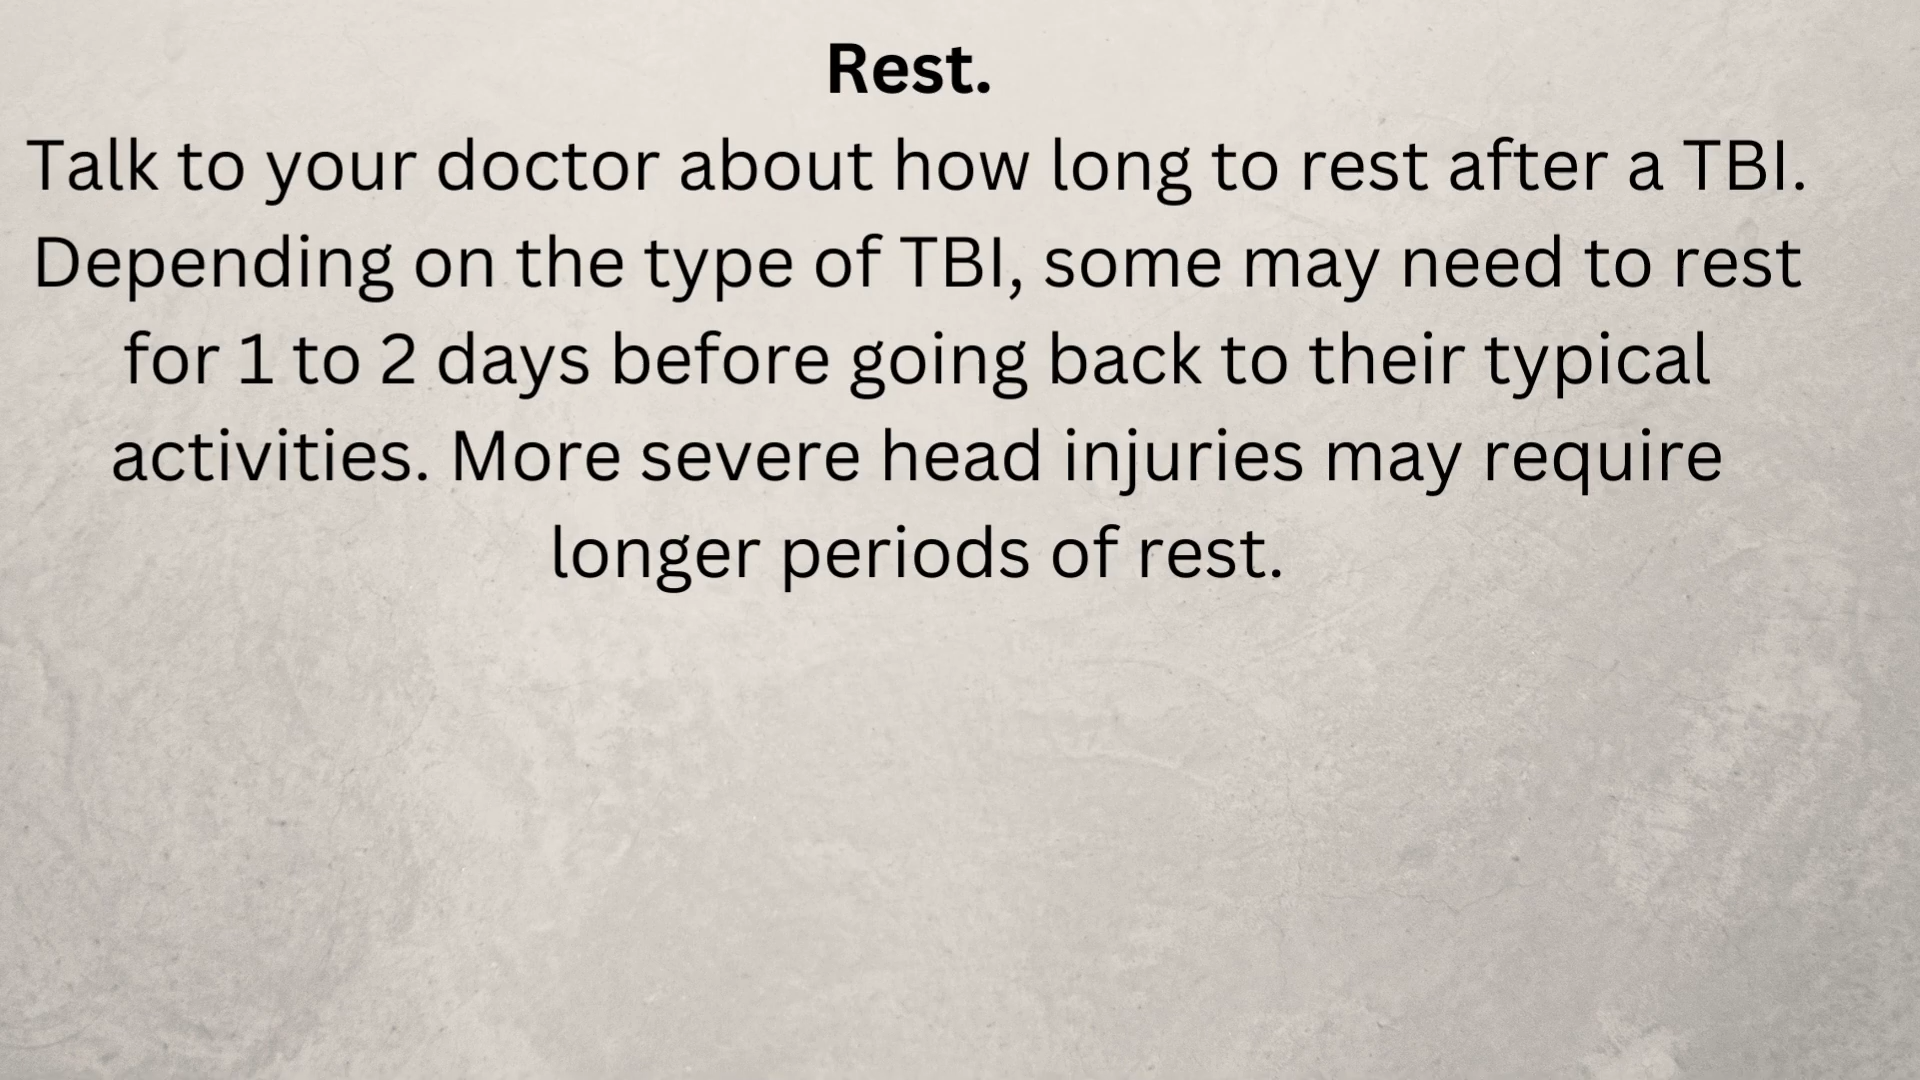 Rest.
Talk to your doctor about how long to rest after a TBI.
Depending on the type of TBI, some may need to rest
for 1 to 2 days before going back to their typical
activities. More severe head injuries may require
longer periods of rest.